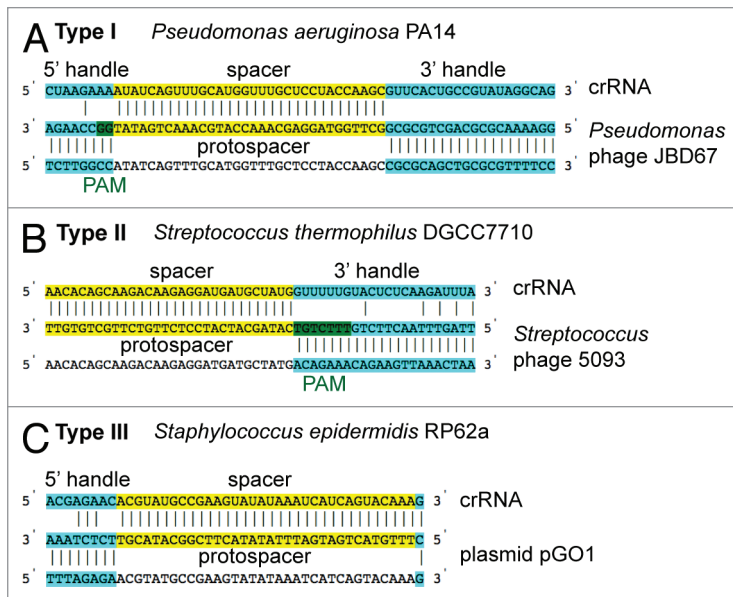 A Type I Pseudomonas aeruginosa PA14
5' handle spacer 3' handle
5' CUAAGAAAAUAUCAGUUUGCAUGGUUUGCUCCUACCAAGCGUUCACUGCCGUAUAGGCAG 3' crRNA
3' AGAACCGGTATAGTCAAACGTACCAAACGAGGATGGTTCGGCGCGTCGACGCGCAAAAGG 5' Pseudomonas
protospacer phage JBD67
5' TCTTGGCCATATCAGTTTGCATGGTTTGCTCCTACCAAGCCGCGCAGCTGCGCGTTTTCC 3'
PAM
B Type II Streptococcus thermophilus DGCC7710
spacer 3' handle
5' AACACAGCAAGACAAGAGGAUGAUGCUAUGGUUUUUGUACUCUCAAGAUUUA 3' crRNA
3' TTGTGTCGTTCTGTTCTCCTACTACGATACTGTCTTTGTCTTCAATTTGATT 5' Streptococcus
protospacer phage 5093
5' AACACAGCAAGACAAGAGGATGATGCTATGACAGAAACAGAAGTTAAACTAA 3'
PAM
C Type III Staphylococcus epidermidis RP62a
5' handle spacer
5' ACGAGAACACGUAUGCCGAAGUAUAUAAAUCAUCAGUACAAAG 3' crRNA
3' AAATCTCTTGCATACGGCTTCATATATTTAGTAGTCATGTTTC 5'
protospacer plasmid pGO1
5' TTTAGAGAACGTATGCCGAAGTATATAAATCATCAGTACAAAG 3'